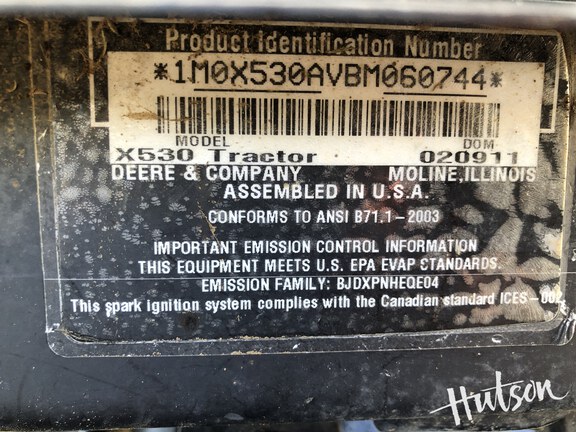 Product Identification Number
*1M0X530AVBM060744*
MODEL DOM
X530 Tractor 020911
DEERE & COMPANY MOLINE, ILLINOIS
ASSEMBLED IN U.S.A.
CONFORMS TO ANSI B71.1-2003
IMPORTANT EMISSION CONTROL INFORMATION
THIS EQUIPMENT MEETS U.S. EPA EVAP STANDARDS.
EMISSION FAMILY: BJDXPNHEQE04
This spark ignition system complies with the Canadian standard ICES-002
Hutson